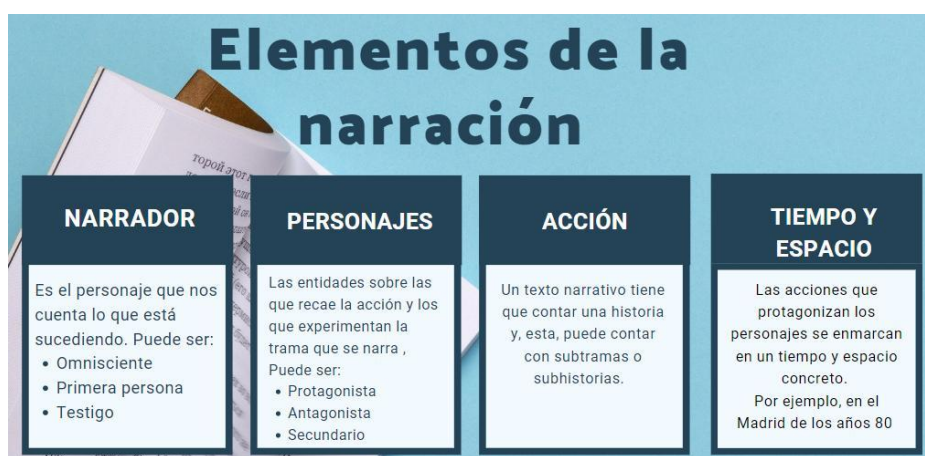 Elementos de la
narración
NARRADOR
Es el personaje que nos
cuenta lo que está
sucediendo. Puede ser:
• Omnisciente
• Primera persona
• Testigo
PERSONAJES
Las entidades sobre las
que recae la acción y los
que experimentan la
trama que se narra ,
Puede ser:
• Protagonista
• Antagonista
• Secundario
ACCIÓN
Un texto narrativo tiene
que contar una historia
y, esta, puede contar
con subtramas o
subhistorias.
TIEMPO Y
ESPACIO
Las acciones que
protagonizan los
personajes se enmarcan
en un tiempo y espacio
concreto.
Por ejemplo, en el
Madrid de los años 80
торой этот